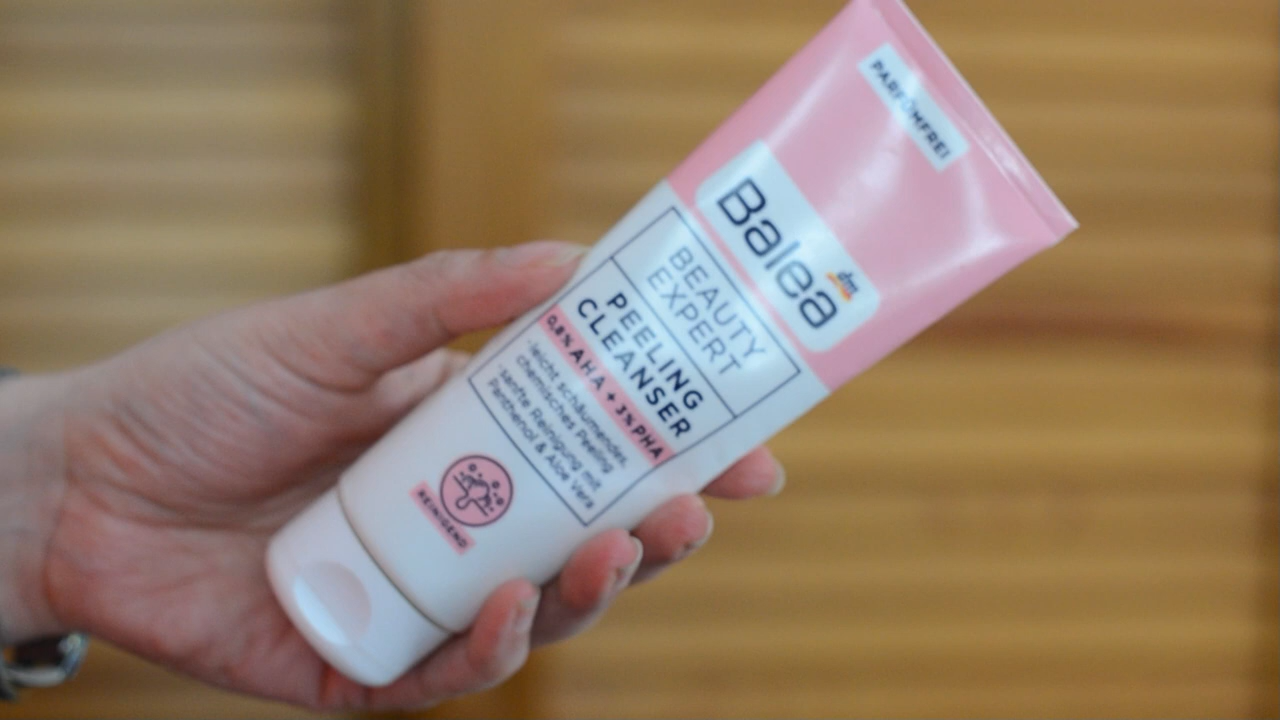 PARFÜMFREI
Balea
dm
BEAUTY
EXPERT
PEELING
CLEANSER
0,8% AHA + 3% PHA
-leicht schäumendes,
chemisches Peeling
-sanfte Reinigung mit
Panthenol & Aloe Vera
REINIGEND